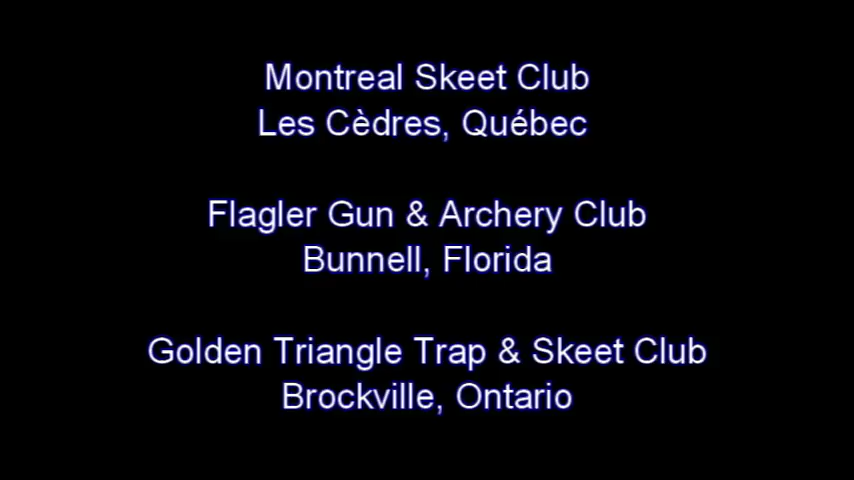 Montreal Skeet Club
Les Cèdres, Québec
Flagler Gun & Archery Club
Bunnell, Florida
Golden Triangle Trap & Skeet Club
Brockville, Ontario